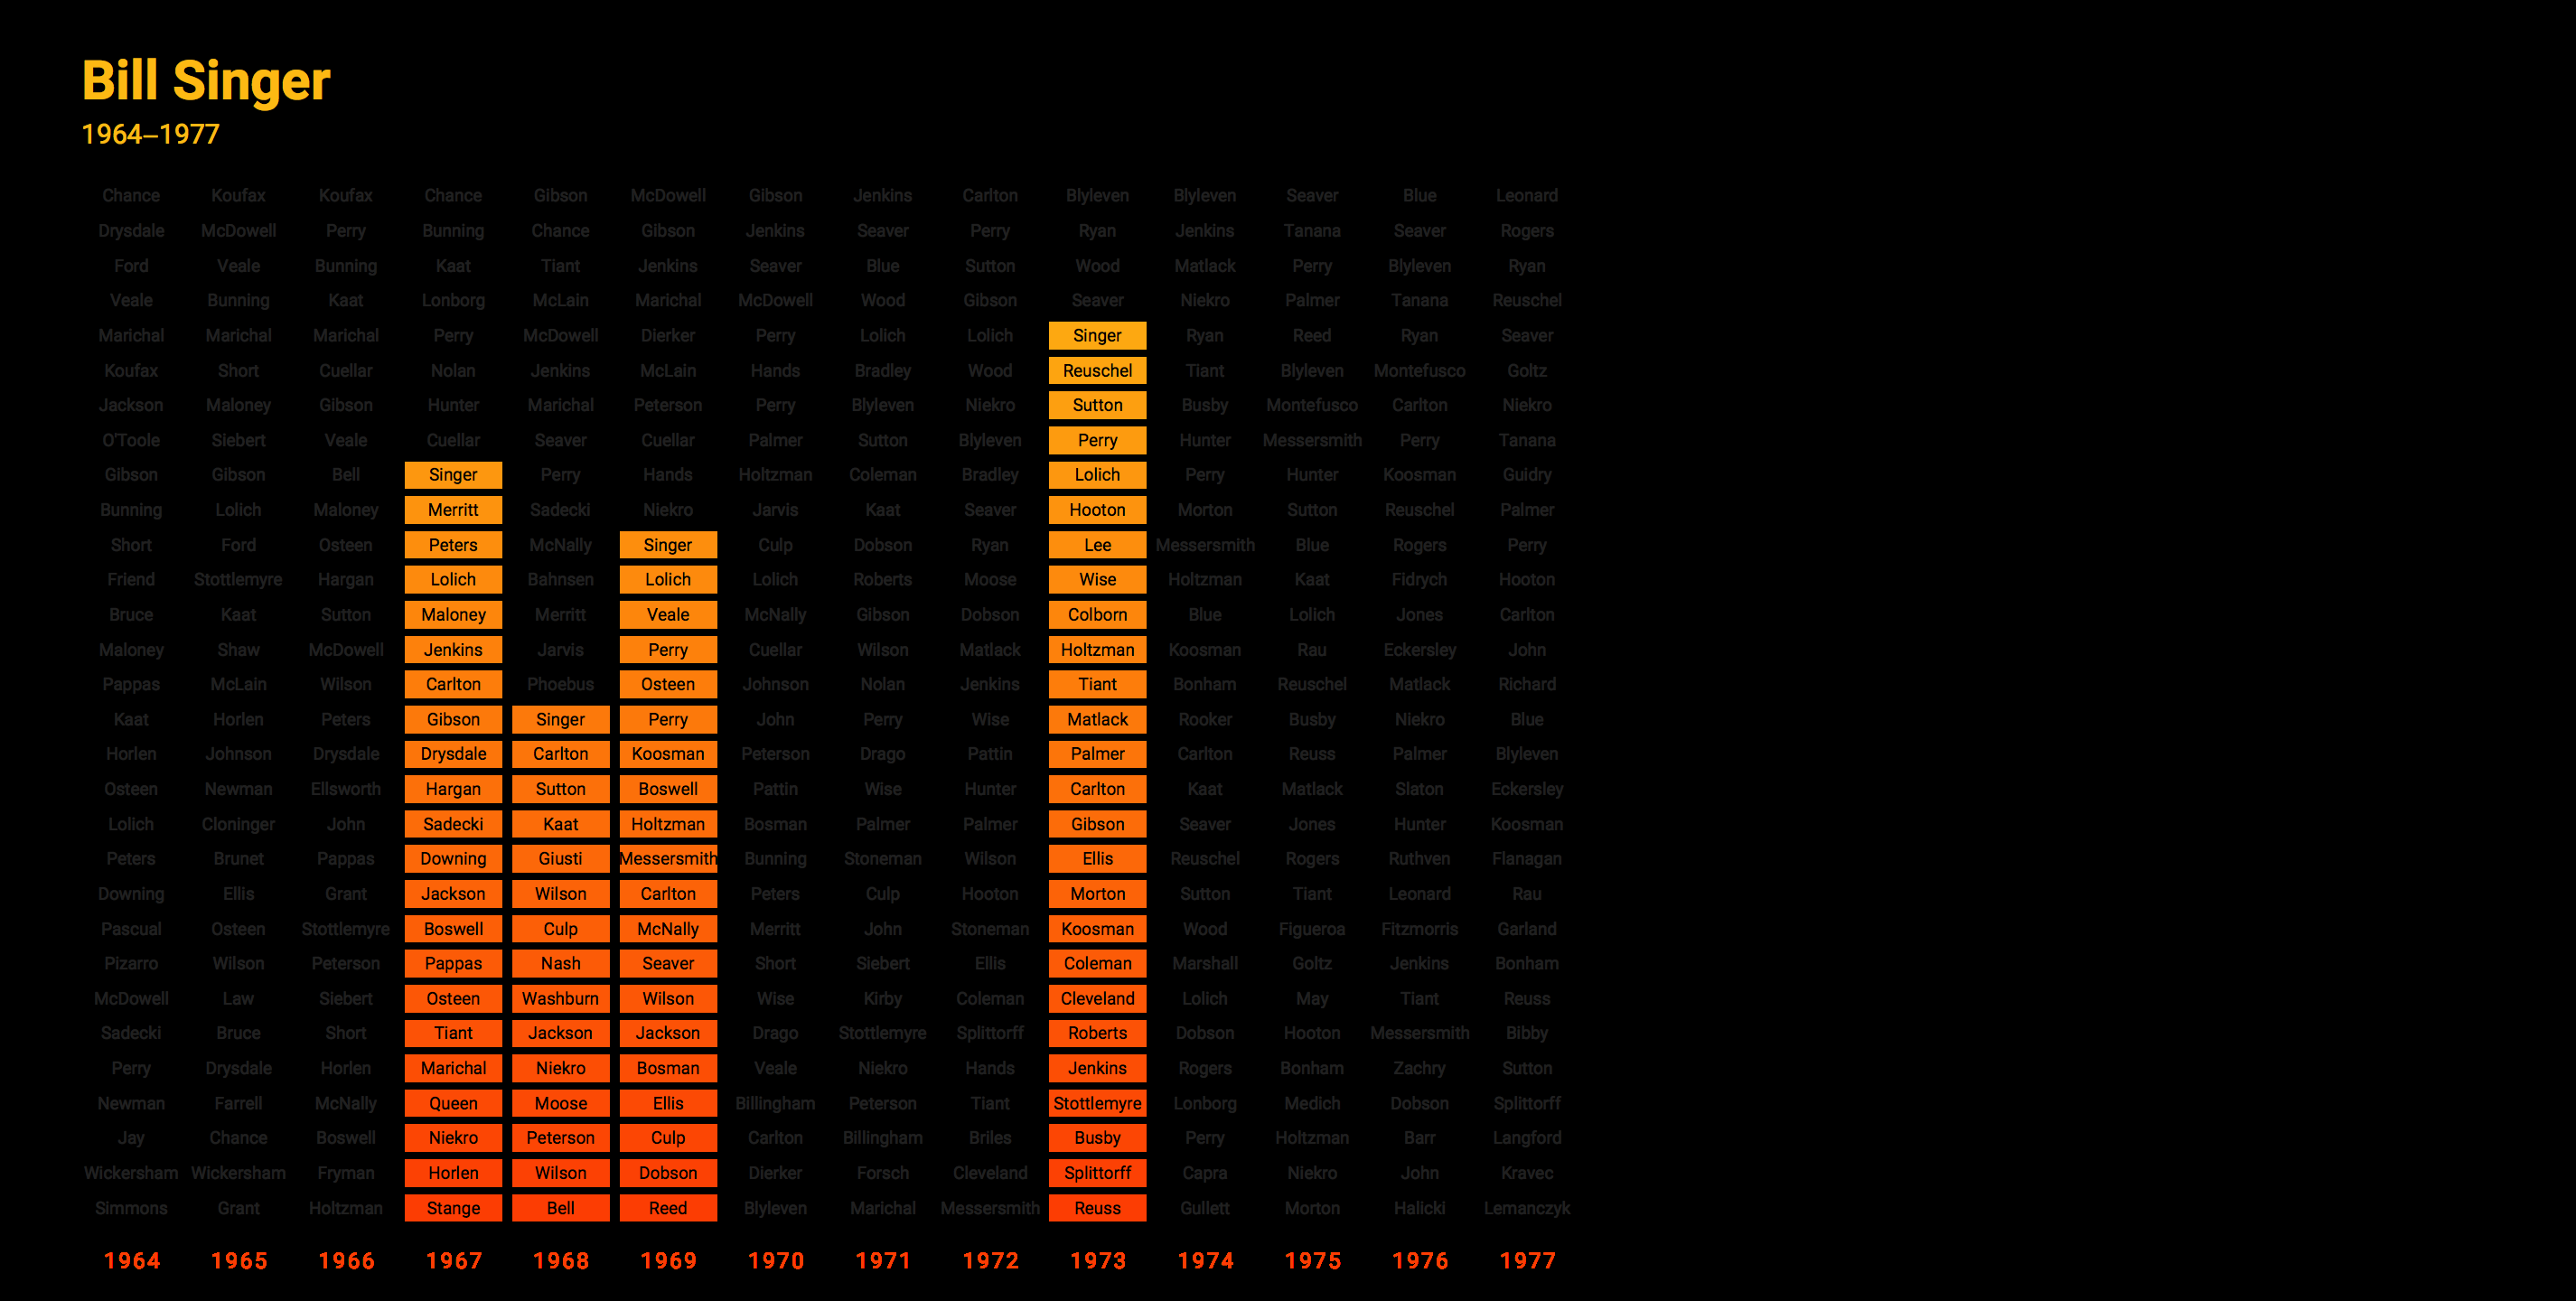 Bill Singer
1964–1977
Chance Koufax Koufax Chance Gibson McDowell Gibson Jenkins Carlton Blyleven Blyleven Seaver Blue Leonard
Drysdale McDowell Perry Bunning Chance Gibson Jenkins Seaver Perry Ryan Jenkins Tanana Seaver Rogers
Ford Veale Bunning Kaat Tiant Jenkins Seaver Blue Sutton Wood Matlack Perry Blyleven Ryan
Veale Bunning Kaat Lonborg McLain Marichal McDowell Wood Gibson Seaver Niekro Palmer Tanana Reuschel
Marichal Marichal Marichal Perry McDowell Dierker Perry Lolich Lolich Singer Ryan Reed Ryan Seaver
Koufax Short Cuellar Nolan Jenkins McLain Hands Bradley Wood Reuschel Tiant Blyleven Montefusco Goltz
Jackson Maloney Gibson Hunter Marichal Peterson Perry Blyleven Niekro Sutton Busby Montefusco Carlton Niekro
O'Toole Siebert Veale Cuellar Seaver Cuellar Palmer Sutton Blyleven Perry Hunter Messersmith Perry Tanana
Gibson Gibson Bell Singer Perry Hands Holtzman Coleman Bradley Lolich Perry Hunter Koosman Guidry
Bunning Lolich Maloney Merritt Sadecki Niekro Jarvis Kaat Seaver Hooton Morton Sutton Reuschel Palmer
Short Ford Osteen Peters McNally Singer Culp Dobson Ryan Lee Messersmith Blue Rogers Perry
Friend Stottlemyre Hargan Lolich Bahnsen Lolich Lolich Roberts Moose Wise Holtzman Kaat Fidrych Hooton
Bruce Kaat Sutton Maloney Merritt Veale McNally Gibson Dobson Colborn Blue Lolich Jones Carlton
Maloney Shaw McDowell Jenkins Jarvis Perry Cuellar Wilson Matlack Holtzman Koosman Rau Eckersley John
Pappas McLain Wilson Carlton Phoebus Osteen Johnson Nolan Jenkins Tiant Bonham Reuschel Matlack Richard
Kaat Horlen Peters Gibson Singer Perry John Perry Wise Matlack Rooker Busby Niekro Blue
Horlen Johnson Drysdale Drysdale Carlton Koosman Peterson Drago Pattin Palmer Carlton Reuss Palmer Blyleven
Osteen Newman Ellsworth Hargan Sutton Boswell Pattin Wise Hunter Carlton Kaat Matlack Slaton Eckersley
Lolich Cloninger John Sadecki Kaat Holtzman Bosman Palmer Palmer Gibson Seaver Jones Hunter Koosman
Peters Brunet Pappas Downing Giusti Messersmith Bunning Stoneman Wilson Ellis Reuschel Rogers Ruthven Flanagan
Downing Ellis Grant Jackson Wilson Carlton Peters Culp Hooton Morton Sutton Tiant Leonard Rau
Pascual Osteen Stottlemyre Boswell Culp McNally Merritt John Stoneman Koosman Wood Figueroa Fitzmorris Garland
Pizarro Wilson Peterson Pappas Nash Seaver Short Siebert Ellis Coleman Marshall Goltz Jenkins Bonham
McDowell Law Siebert Osteen Washburn Wilson Wise Kirby Coleman Cleveland Lolich May Tiant Reuss
Sadecki Bruce Short Tiant Jackson Jackson Drago Stottlemyre Splittorff Roberts Dobson Hooton Messersmith Bibby
Perry Drysdale Horlen Marichal Niekro Bosman Veale Niekro Hands Jenkins Rogers Bonham Zachry Sutton
Newman Farrell McNally Queen Moose Ellis Billingham Peterson Tiant Stottlemyre Lonborg Medich Dobson Splittorff
Jay Chance Boswell Niekro Peterson Culp Carlton Billingham Briles Busby Perry Holtzman Barr Langford
Wickersham Wickersham Fryman Horlen Wilson Dobson Dierker Forsch Cleveland Splittorff Capra Niekro John Kravec
Simmons Grant Holtzman Stange Bell Reed Blyleven Marichal Messersmith Reuss Gullett Morton Halicki Lemanczyk
1964 1965 1966 1967 1968 1969 1970 1971 1972 1973 1974 1975 1976 1977